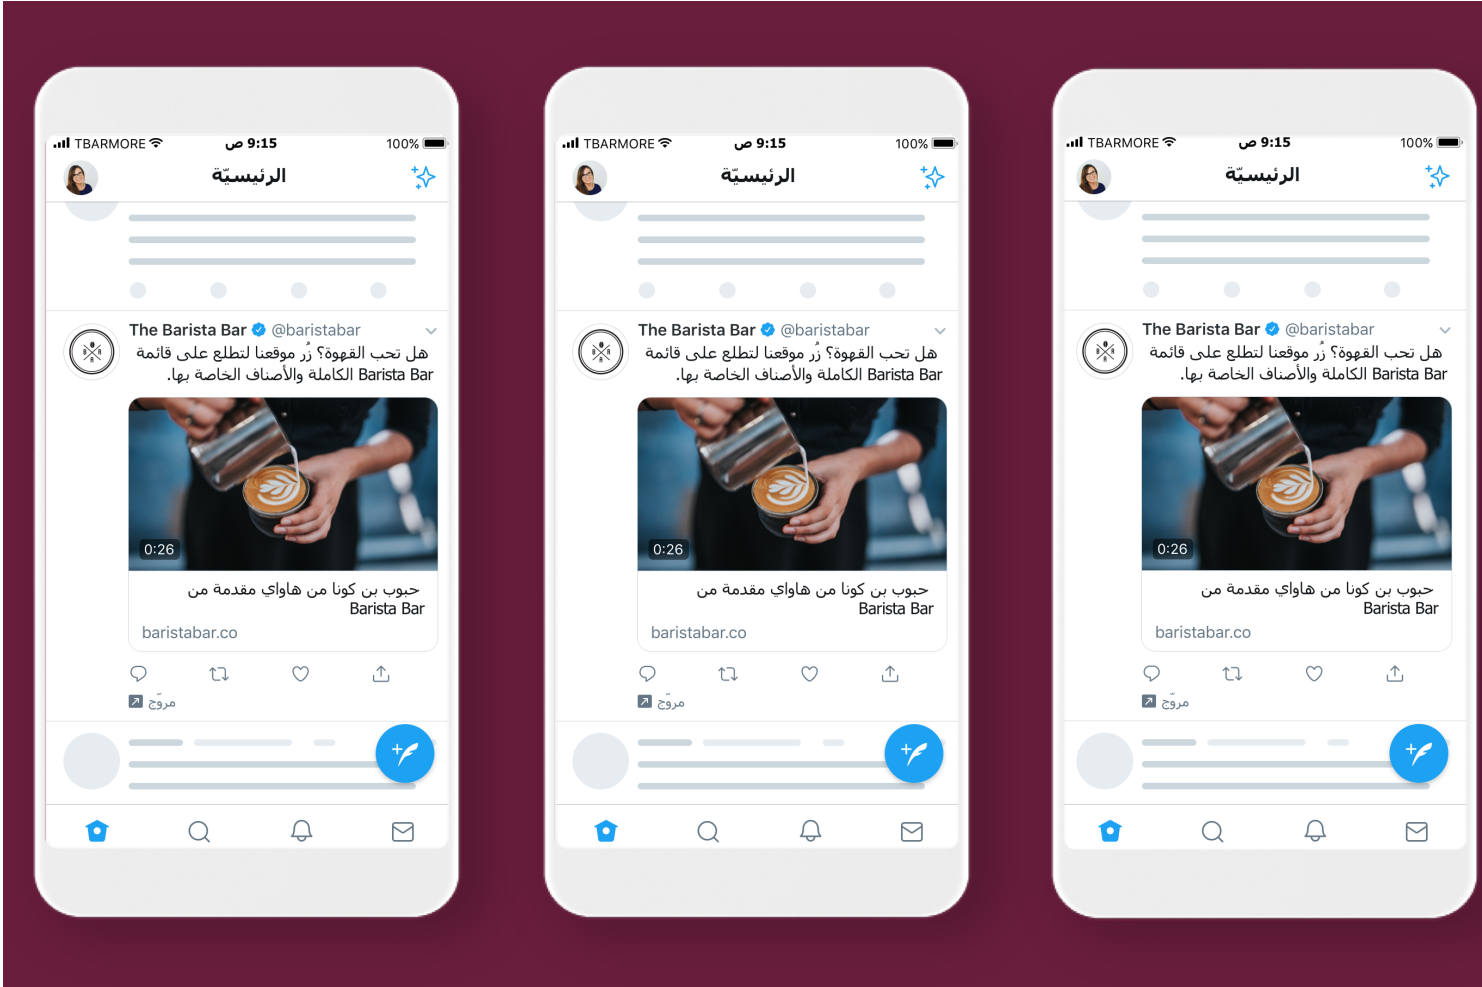 TBARMORE 9:15 ص 100%
الرئيسيّة
The Barista Bar @baristabar
هل تحب القهوة؟ زُر موقعنا لتطلع على قائمة
Barista Bar الكاملة والأصناف الخاصة بها.
0:26
حبوب بن كونا من هاواي مقدمة من
Barista Bar
baristabar.co
مروّج
TBARMORE 9:15 ص 100%
الرئيسيّة
The Barista Bar @baristabar
هل تحب القهوة؟ زُر موقعنا لتطلع على قائمة
Barista Bar الكاملة والأصناف الخاصة بها.
0:26
حبوب بن كونا من هاواي مقدمة من
Barista Bar
baristabar.co
مروّج
TBARMORE 9:15 ص 100%
الرئيسيّة
The Barista Bar @baristabar
هل تحب القهوة؟ زُر موقعنا لتطلع على قائمة
Barista Bar الكاملة والأصناف الخاصة بها.
0:26
حبوب بن كونا من هاواي مقدمة من
Barista Bar
baristabar.co
مروّج